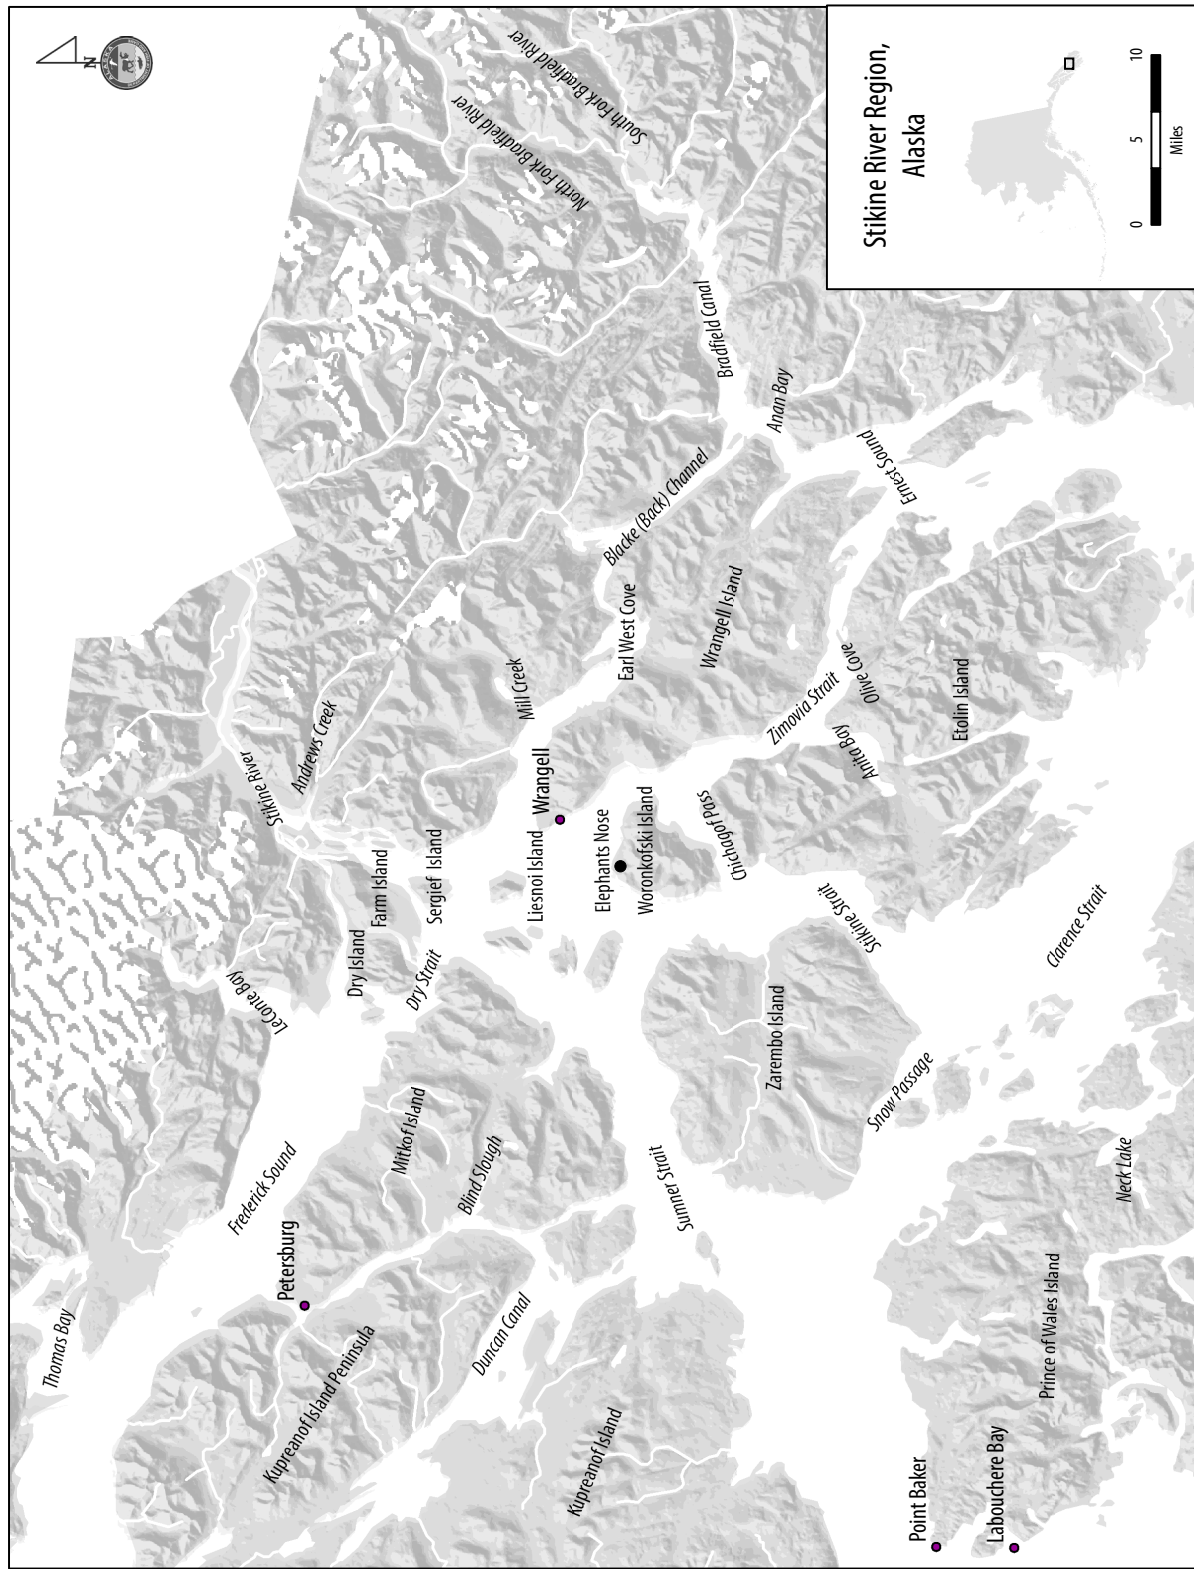 Stikine River Region,
Alaska
0
5
10
Miles
N
Thomas Bay
Frederick Sound
Petersburg
Kupreanof Island Peninsula
Duncan Canal
Kupreanof Island
Mitkof Island
Blind Slough
LeConte Bay
Dry Island
Dry Strait
Farm Island
Sergief Island
Stikine River
Andrews Creek
North Fork Bradfield River
South Fork Bradfield River
Mill Creek
Wrangell
Liesnoi Island
Elephants Nose
Woronkofski Island
Earl West Cove
Blacke (Back) Channel
Bradfield Canal
Anan Bay
Wrangell Island
Ernest Sound
Zimovia Strait
Olive Cove
Anita Bay
Etolin Island
Chichagof Pass
Stikine Strait
Clarence Strait
Zarembo Island
Sumner Strait
Snow Passage
Neck Lake
Prince of Wales Island
Point Baker
Labouchere Bay